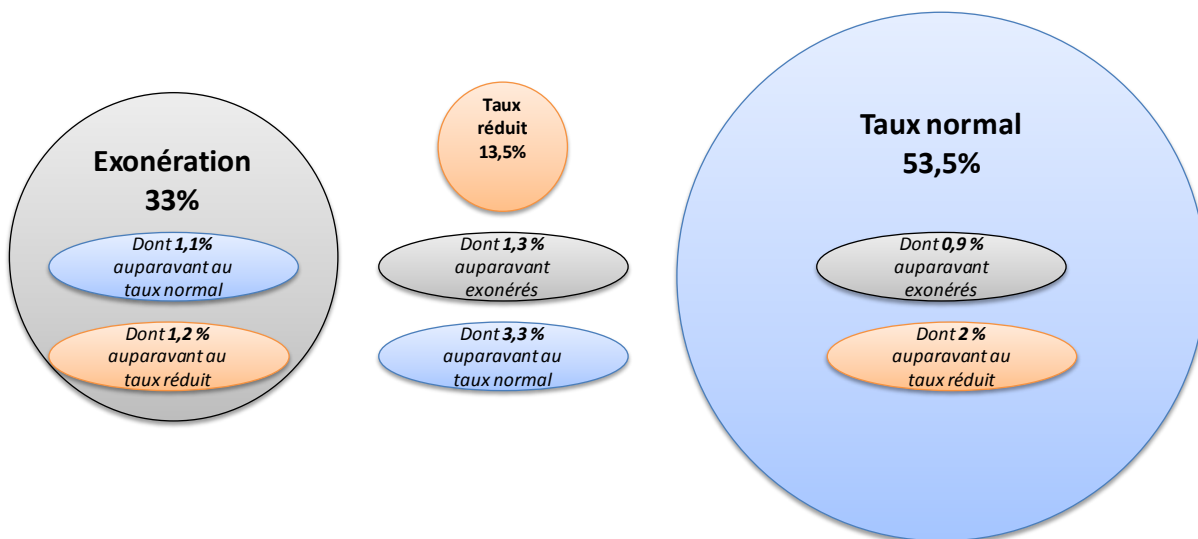 Exonération
33%
Dont 1,1%
auparavant au
taux normal
Dont 1,2 %
auparavant au
taux réduit
Taux
réduit
13,5%
Dont 1,3 %
auparavant
exonérés
Dont 3,3 %
auparavant au
taux normal
Taux normal
53,5%
Dont 0,9 %
auparavant
exonérés
Dont 2 %
auparavant au
taux réduit